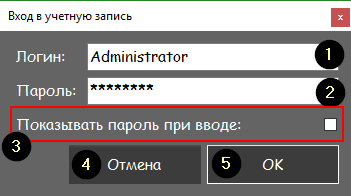 Вход в учетную запись x
Логин: Administrator 1
Пароль: ******** 2
Показывать пароль при вводе:
3
4 Отмена 5 OK